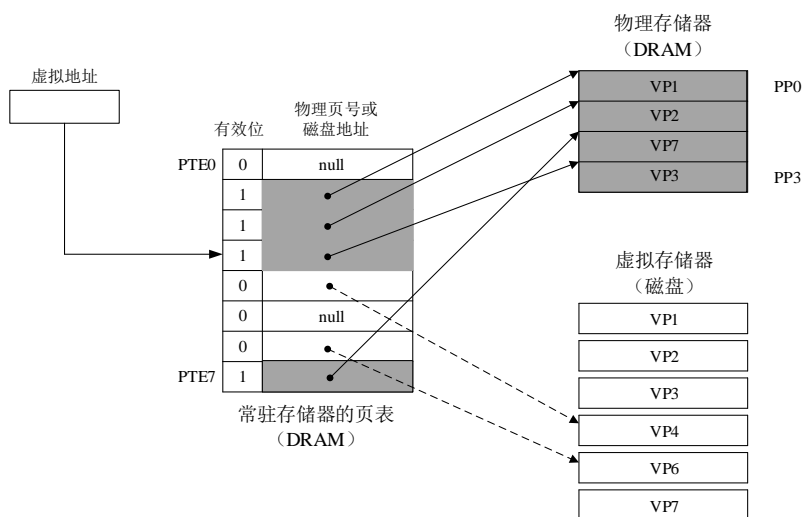 物理存储器
（DRAM）
虚拟地址
VP1 PP0
VP2
VP7
VP3 PP3
有效位
物理页号或
磁盘地址
PTE0 0 null
1
1
1
0
0 null
0
PTE7 1
常驻存储器的页表
（DRAM）
虚拟存储器
（磁盘）
VP1
VP2
VP3
VP4
VP6
VP7